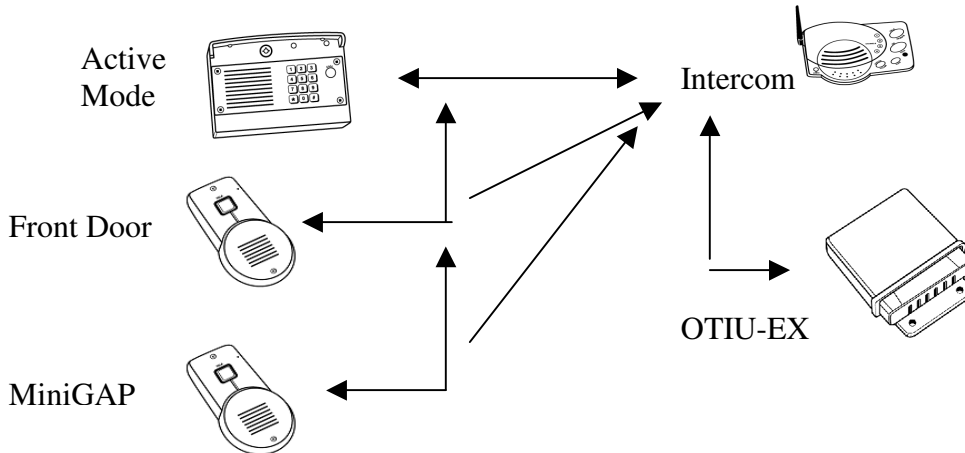 Active
Mode
Intercom
Front Door
OTIU-EX
MiniGAP